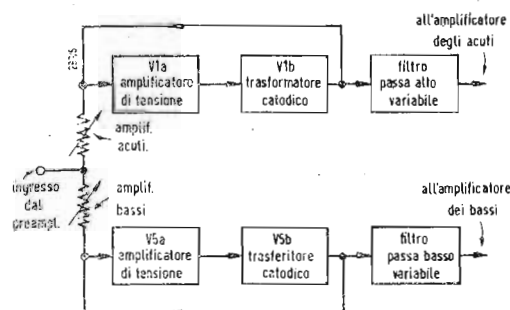 all'amplificatore
degli acuti
V1a
amplificatore
di tensione
V1b
trasformatore
catodico
filtro
passa alto
variabile
amplif.
acuti.
ingresso
dal
preampl.
amplif.
bassi
all'amplificatore
dei bassi
V5a
amplificatore
di tensione
V5b
trasferitore
catodico
filtro
passa basso
variabile